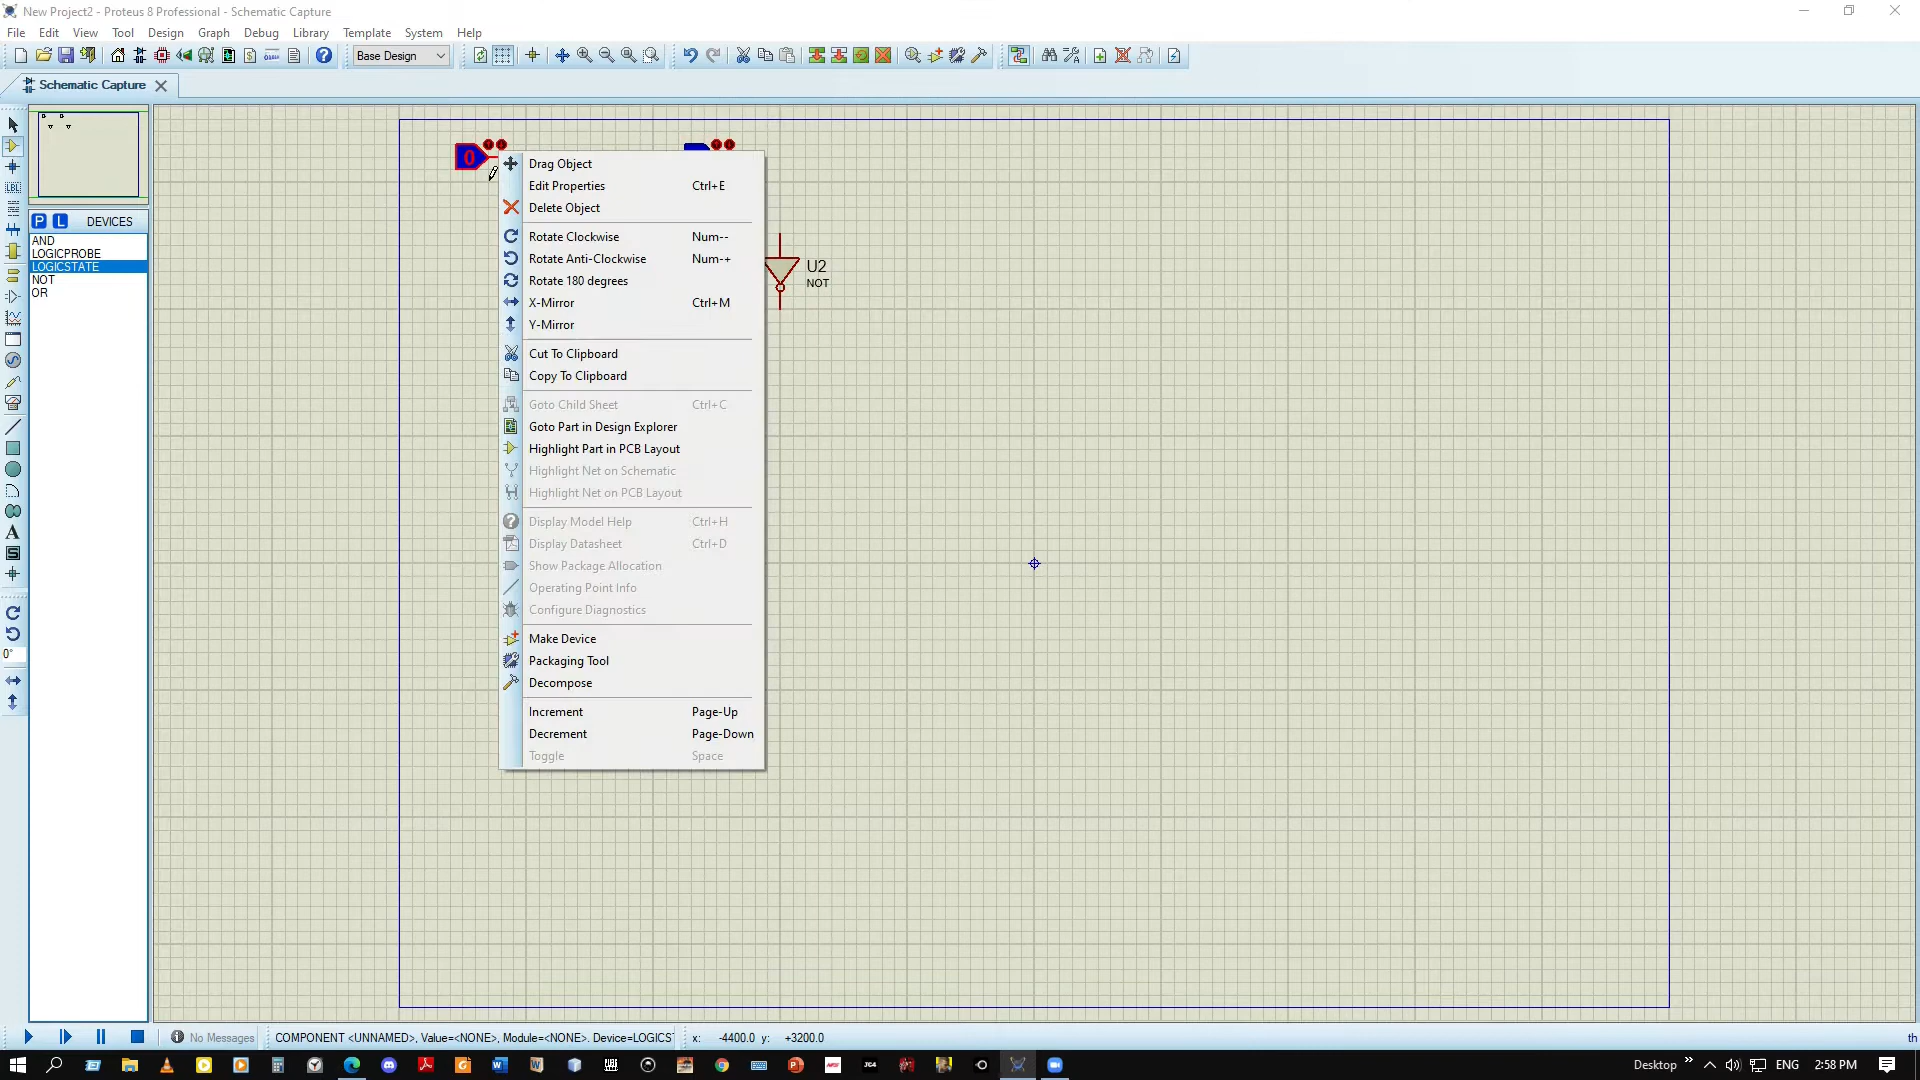 New Project2 - Proteus 8 Professional - Schematic Capture
File Edit View Tool Design Graph Debug Library Template System Help
Base Design
Schematic Capture
P L DEVICES
AND
LOGICPROBE
LOGICSTATE
NOT
OR
0
Drag Object
Edit Properties Ctrl+E
Delete Object
Rotate Clockwise Num--
Rotate Anti-Clockwise Num-+
Rotate 180 degrees
X-Mirror Ctrl+M
Y-Mirror
Cut To Clipboard
Copy To Clipboard
Goto Child Sheet Ctrl+C
Goto Part in Design Explorer
Highlight Part in PCB Layout
Highlight Net on Schematic
Highlight Net on PCB Layout
Display Model Help Ctrl+H
Display Datasheet Ctrl+D
Show Package Allocation
Operating Point Info
Configure Diagnostics
Make Device
Packaging Tool
Decompose
Increment Page-Up
Decrement Page-Down
Toggle Space
U2
NOT
LBL
A
S
0°
No Messages COMPONENT <UNNAMED>, Value=<NONE>, Module=<NONE>. Device=LOGICS x: -4400.0 y: +3200.0 th
Desktop ENG 2:58 PM